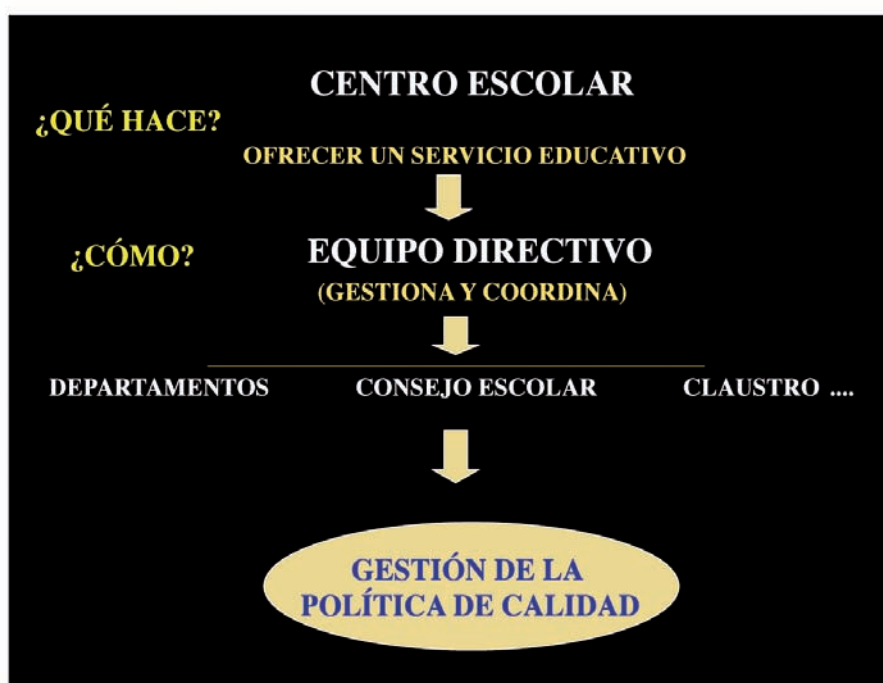 CENTRO ESCOLAR
¿QUÉ HACE?
OFRECER UN SERVICIO EDUCATIVO
¿CÓMO?
EQUIPO DIRECTIVO
(GESTIONA Y COORDINA)
DEPARTAMENTOS CONSEJO ESCOLAR CLAUSTRO ....
GESTIÓN DE LA
POLÍTICA DE CALIDAD